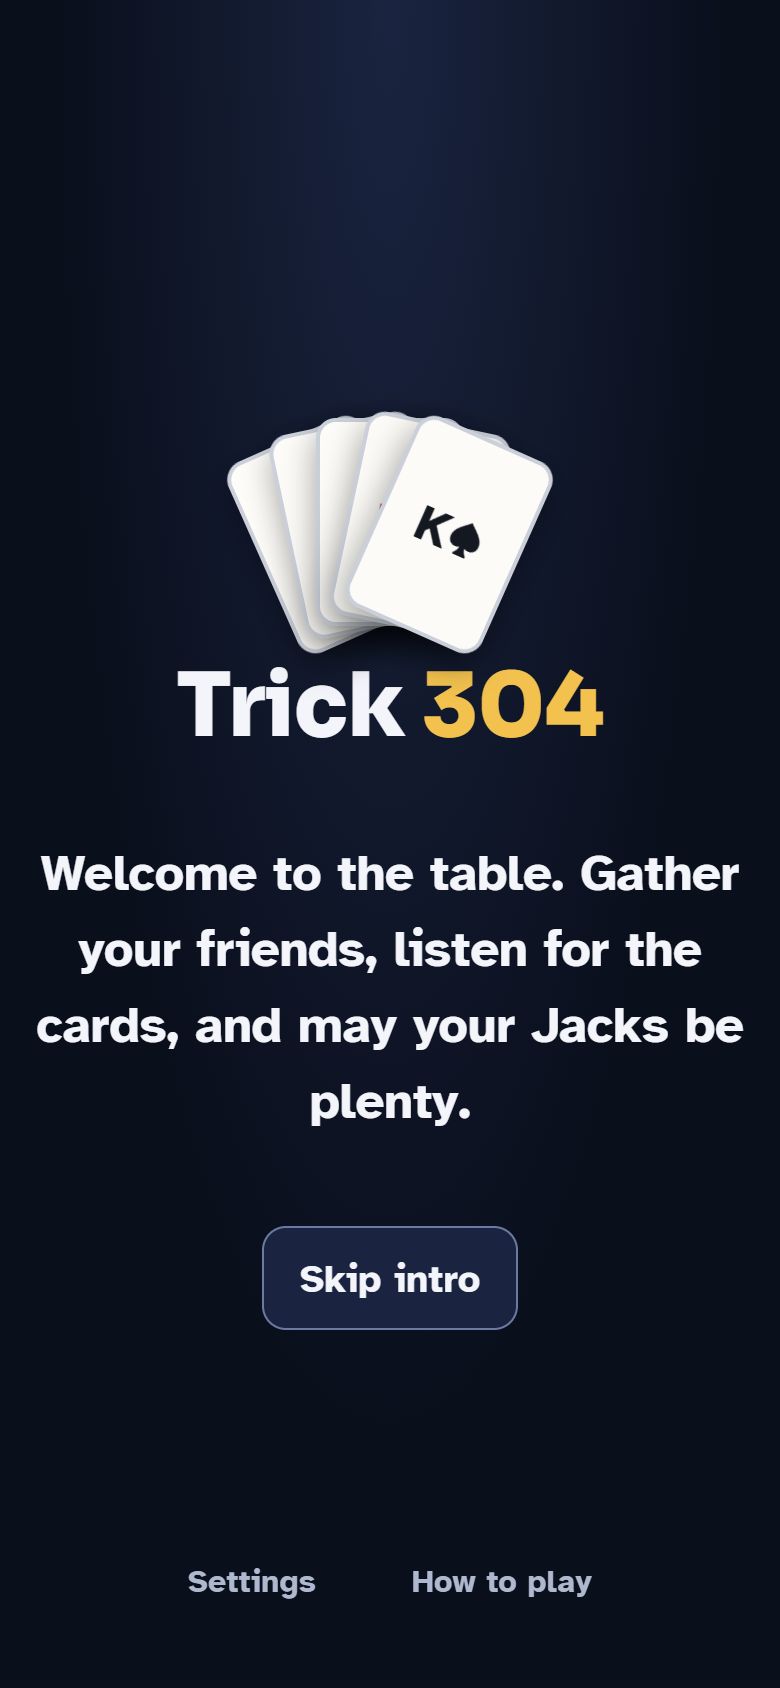 K♠
Trick 304
Welcome to the table. Gather
your friends, listen for the
cards, and may your Jacks be
plenty.
Skip intro
Settings
How to play